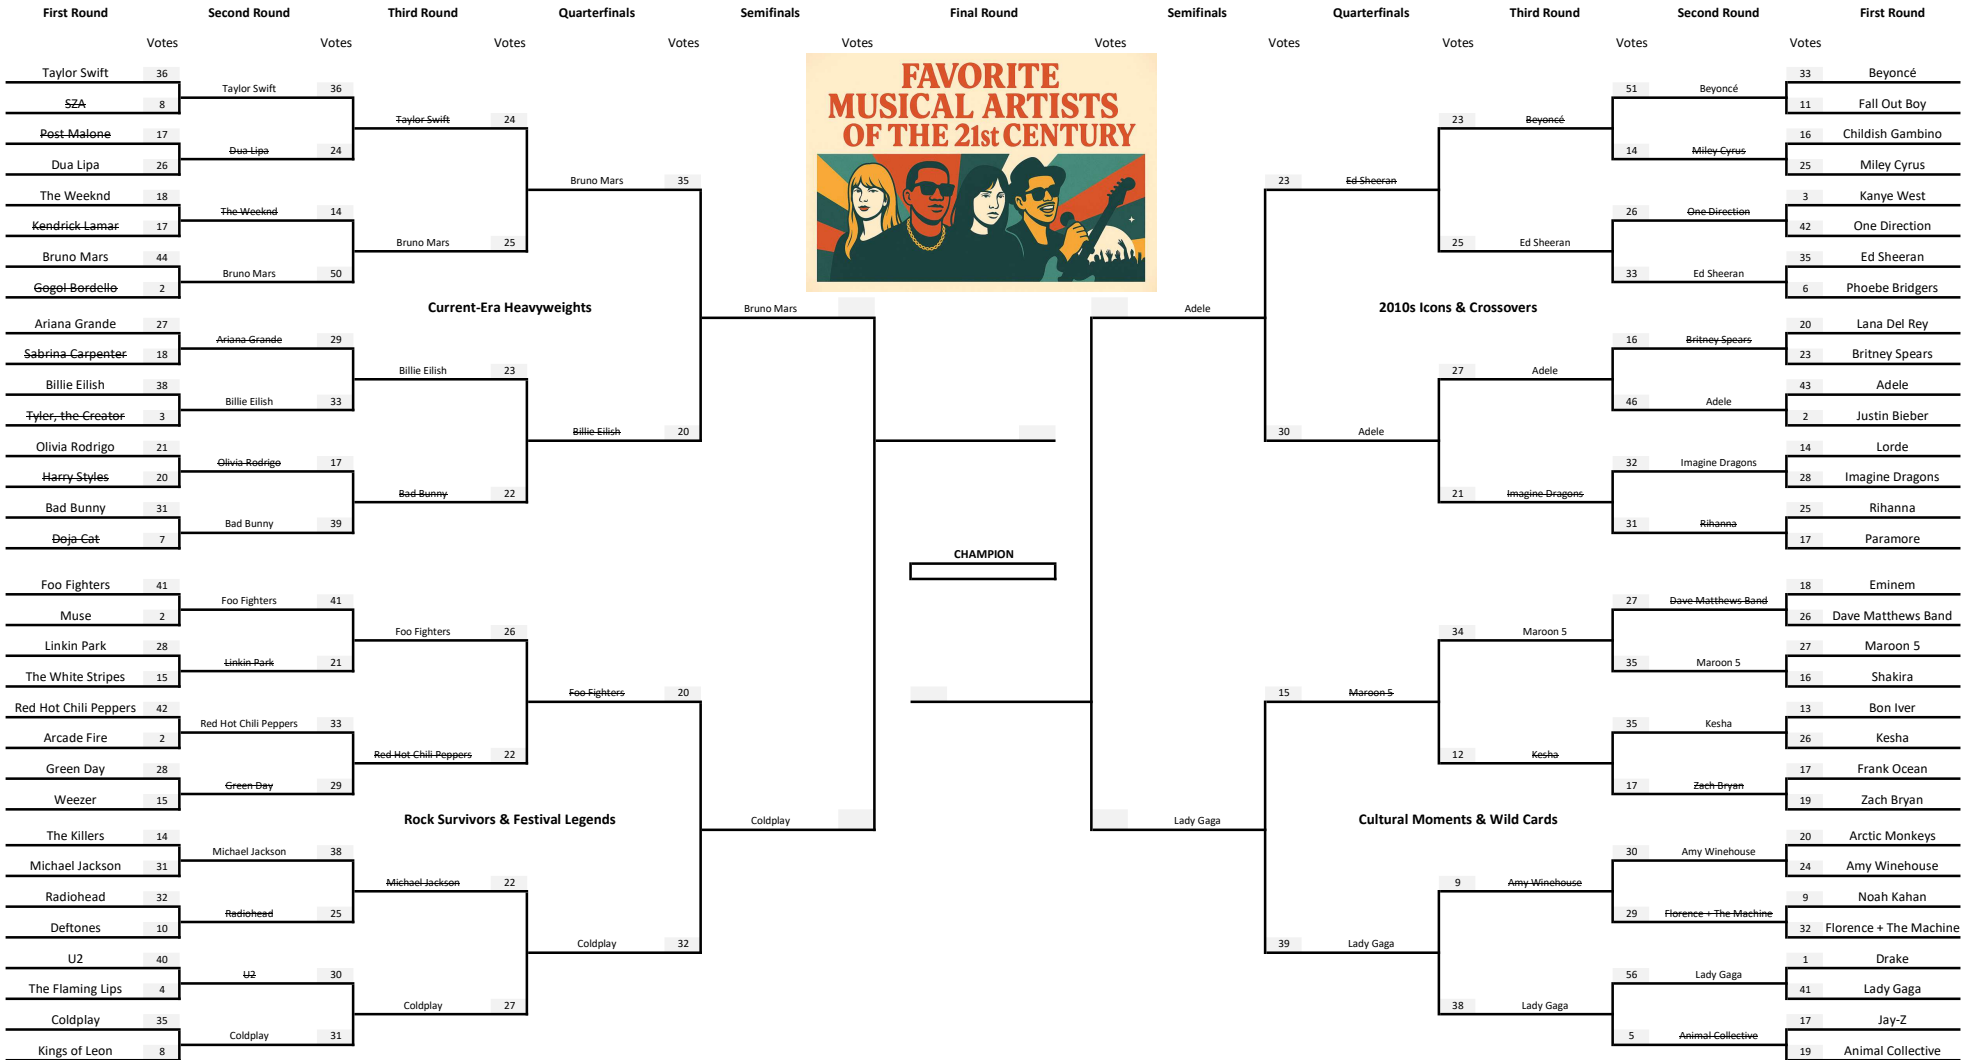 First Round Second Round Third Round Quarterfinals Semifinals Final Round Semifinals Quarterfinals Third Round Second Round First Round
Votes Votes Votes Votes Votes Votes Votes Votes Votes Votes
FAVORITE
MUSICAL ARTISTS
OF THE 21st CENTURY
Taylor Swift 36
SZA 8
Post Malone 17
Dua Lipa 26
The Weeknd 18
Kendrick Lamar 17
Bruno Mars 44
Gogol Bordello 2
Ariana Grande 27
Sabrina Carpenter 18
Billie Eilish 38
Tyler, the Creator 3
Olivia Rodrigo 21
Harry Styles 20
Bad Bunny 31
Doja Cat 7
Foo Fighters 41
Muse 2
Linkin Park 28
The White Stripes 15
Red Hot Chili Peppers 42
Arcade Fire 2
Green Day 28
Weezer 15
The Killers 14
Michael Jackson 31
Radiohead 32
Deftones 10
U2 40
The Flaming Lips 4
Coldplay 35
Kings of Leon 8
Taylor Swift 36
Dua Lipa 24
The Weeknd 14
Bruno Mars 50
Ariana Grande 29
Billie Eilish 33
Olivia Rodrigo 17
Bad Bunny 39
Foo Fighters 41
Linkin Park 21
Red Hot Chili Peppers 33
Green Day 29
Michael Jackson 38
Radiohead 25
U2 30
Coldplay 31
Taylor Swift 24
Bruno Mars 25
Current-Era Heavyweights
Billie Eilish 23
Bad Bunny 22
Foo Fighters 26
Red Hot Chili Peppers 22
Rock Survivors & Festival Legends
Michael Jackson 22
Coldplay 27
Bruno Mars 35
Billie Eilish 20
Foo Fighters 20
Coldplay 32
Bruno Mars
Coldplay
CHAMPION
Adele
Lady Gaga
23 Ed Sheeran
30 Adele
15 Maroon 5
39 Lady Gaga
23 Beyoncé
25 Ed Sheeran
2010s Icons & Crossovers
27 Adele
21 Imagine Dragons
34 Maroon 5
12 Kesha
Cultural Moments & Wild Cards
9 Amy Winehouse
38 Lady Gaga
51 Beyoncé
14 Miley Cyrus
26 One Direction
33 Ed Sheeran
16 Britney Spears
46 Adele
32 Imagine Dragons
31 Rihanna
27 Dave Matthews Band
35 Maroon 5
35 Kesha
17 Zach Bryan
30 Amy Winehouse
29 Florence + The Machine
56 Lady Gaga
5 Animal Collective
33 Beyoncé
11 Fall Out Boy
16 Childish Gambino
25 Miley Cyrus
3 Kanye West
42 One Direction
35 Ed Sheeran
6 Phoebe Bridgers
20 Lana Del Rey
23 Britney Spears
43 Adele
2 Justin Bieber
14 Lorde
28 Imagine Dragons
25 Rihanna
17 Paramore
18 Eminem
26 Dave Matthews Band
27 Maroon 5
16 Shakira
13 Bon Iver
26 Kesha
17 Frank Ocean
19 Zach Bryan
20 Arctic Monkeys
24 Amy Winehouse
9 Noah Kahan
32 Florence + The Machine
1 Drake
41 Lady Gaga
17 Jay-Z
19 Animal Collective